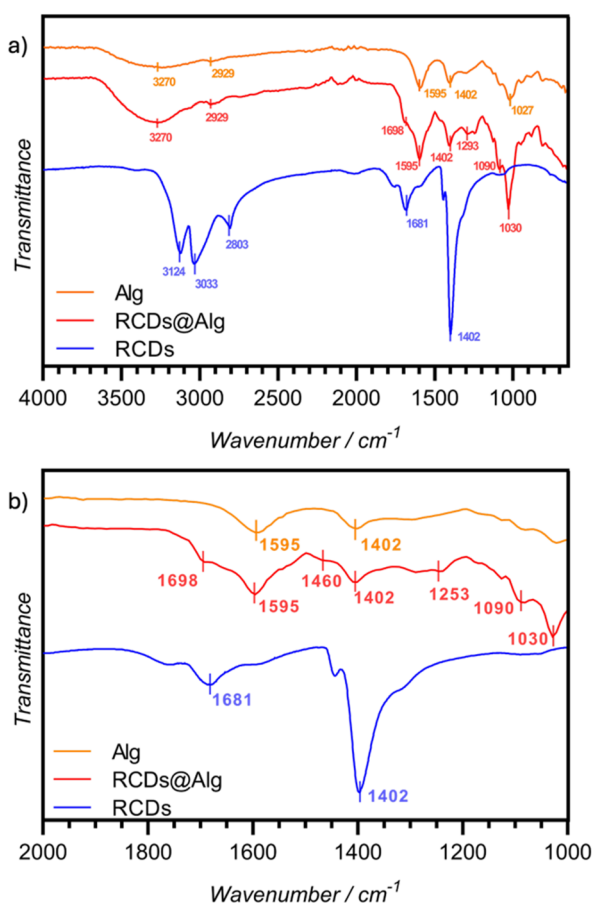 a)
3270
2929
1595
1402
1027
3270
2929
1698
1595
1402
1293
1090
1030
3124
3033
2803
1681
1402
Transmittance
Alg
RCDs@Alg
RCDs
4000 3500 3000 2500 2000 1500 1000
Wavenumber / cm-1
b)
1595
1402
1698
1595
1460
1402
1253
1090
1030
1681
1402
Transmittance
Alg
RCDs@Alg
RCDs
2000 1800 1600 1400 1200 1000
Wavenumber / cm-1